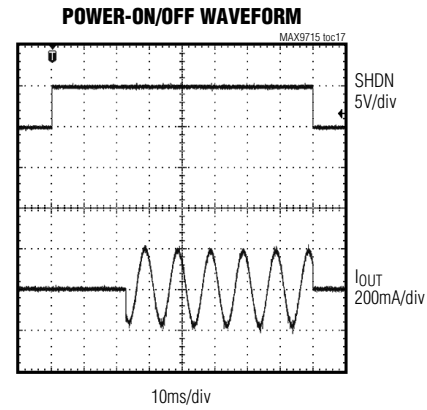 POWER-ON/OFF WAVEFORM
MAX9715 toc17
T
SHDN
5V/div
IOUT
200mA/div
10ms/div